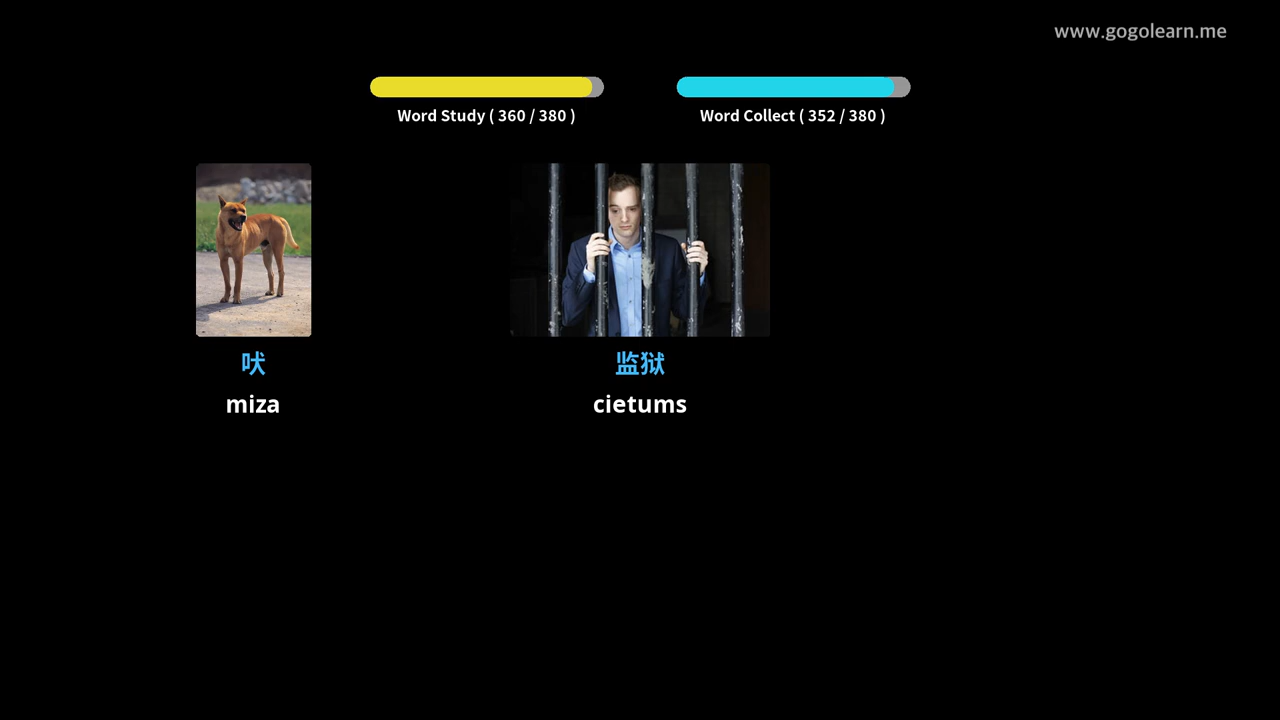 www.gogolearn.me
Word Study ( 360 / 380 )
Word Collect ( 352 / 380 )
吠
监狱
miza
cietums